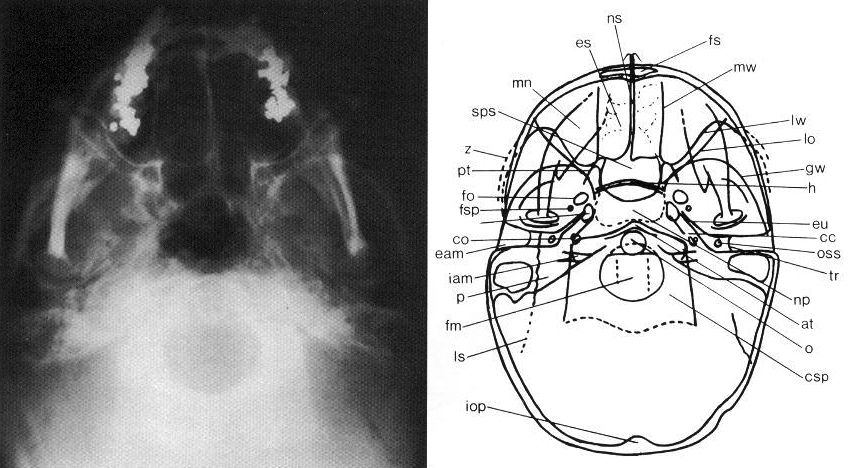 ns
es
fs
mn
mw
sps
lw
lo
z
pt
gw
h
fo
fsp
eu
co
cc
eam
oss
tr
iam
np
p
at
fm
o
ls
csp
iop